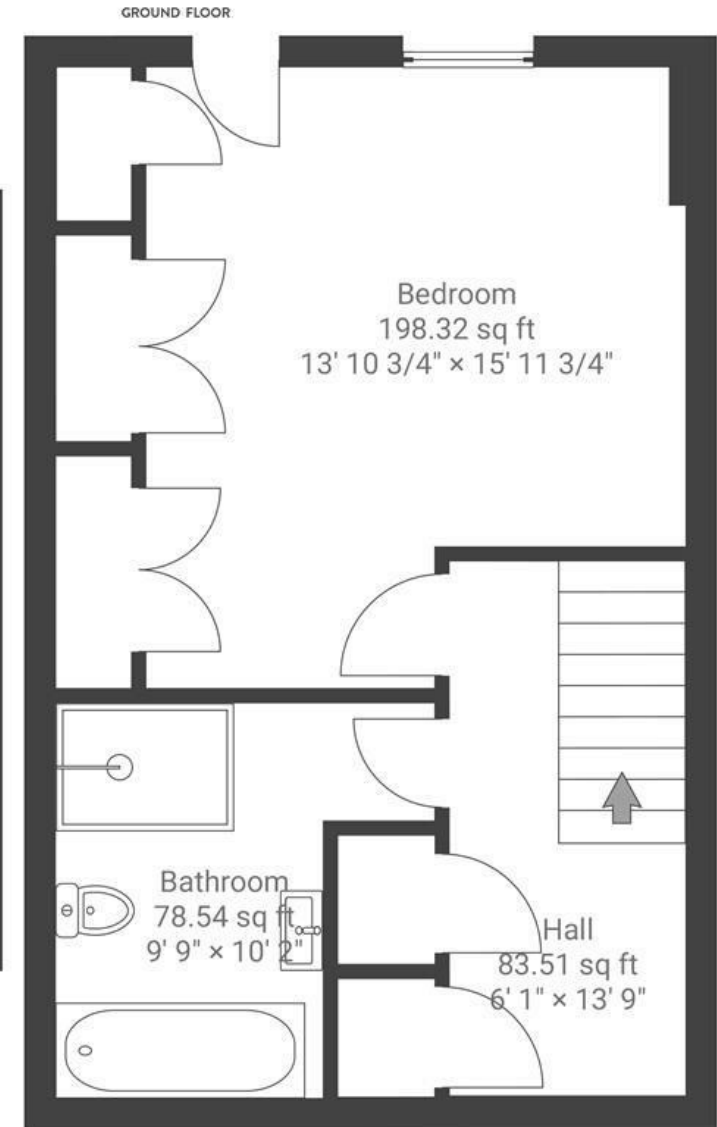 GROUND FLOOR
Bedroom
198.32 sq ft
13' 10 3/4" × 15' 11 3/4"
Bathroom
78.54 sq ft
9' 9" × 10' 2"
Hall
83.51 sq ft
6' 1" × 13' 9"